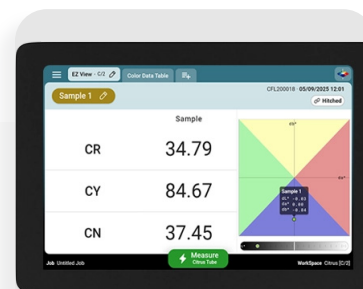 EZ View - C/2
Color Data Table
Sample 1
CFL200018 - 05/09/2025 12:01
Hitched
Sample
CR 34.79
CY 84.67
CN 37.45
Sample 1
Measure
Citrus Tube
Job Untitled Job
WorkSpace Citrus [C/2]